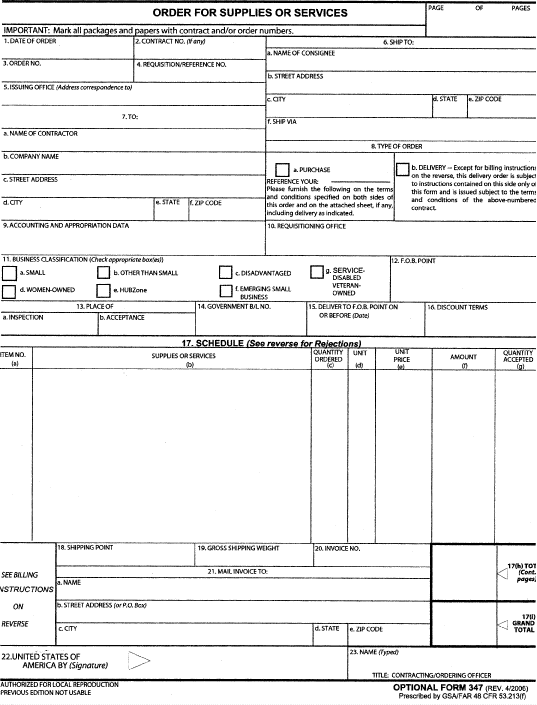 ORDER FOR SUPPLIES OR SERVICES
PAGE OF PAGES
IMPORTANT: Mark all packages and papers with contract and/or order numbers.
1. DATE OF ORDER
2. CONTRACT NO. (If any)
6. SHIP TO:
a. NAME OF CONSIGNEE
3. ORDER NO.
4. REQUISITION/REFERENCE NO.
b. STREET ADDRESS
5. ISSUING OFFICE (Address correspondence to)
c. CITY
d. STATE
e. ZIP CODE
7. TO:
f. SHIP VIA
a. NAME OF CONTRACTOR
8. TYPE OF ORDER
b. COMPANY NAME
c. STREET ADDRESS
d. CITY
e. STATE
f. ZIP CODE
a. PURCHASE
REFERENCE YOUR:
Please furnish the following on the terms
and conditions specified on both sides of
this order and on the attached sheet, if any,
including delivery as indicated.
b. DELIVERY -- Except for billing instructions
on the reverse, this delivery order is subject
to instructions contained on this side only of
this form and is issued subject to the terms
and conditions of the above-numbered
contract.
9. ACCOUNTING AND APPROPRIATION DATA
10. REQUISITIONING OFFICE
11. BUSINESS CLASSIFICATION (Check appropriate box(es))
12. F.O.B. POINT
a. SMALL
b. OTHER THAN SMALL
c. DISADVANTAGED
g. SERVICE-
DISABLED
VETERAN-
OWNED
d. WOMEN-OWNED
e. HUBZone
f. EMERGING SMALL
BUSINESS
13. PLACE OF
14. GOVERNMENT B/L NO.
15. DELIVER TO F.O.B. POINT ON
OR BEFORE (Date)
16. DISCOUNT TERMS
a. INSPECTION
b. ACCEPTANCE
17. SCHEDULE (See reverse for Rejections)
ITEM NO.
(a)
SUPPLIES OR SERVICES
(b)
QUANTITY
ORDERED
(c)
UNIT
(d)
UNIT
PRICE
(e)
AMOUNT
(f)
QUANTITY
ACCEPTED
(g)
18. SHIPPING POINT
19. GROSS SHIPPING WEIGHT
20. INVOICE NO.
17(h) TOT
(Cont.
pages)
SEE BILLING
INSTRUCTIONS
ON
REVERSE
21. MAIL INVOICE TO:
a. NAME
b. STREET ADDRESS (or P.O. Box)
17(i)
GRAND
TOTAL
c. CITY
d. STATE
e. ZIP CODE
22. UNITED STATES OF
AMERICA BY (Signature)
23. NAME (Typed)
TITLE: CONTRACTING/ORDERING OFFICER
AUTHORIZED FOR LOCAL REPRODUCTION
PREVIOUS EDITION NOT USABLE
OPTIONAL FORM 347 (REV. 4/2006)
Prescribed by GSA/FAR 48 CFR 53.213(f)